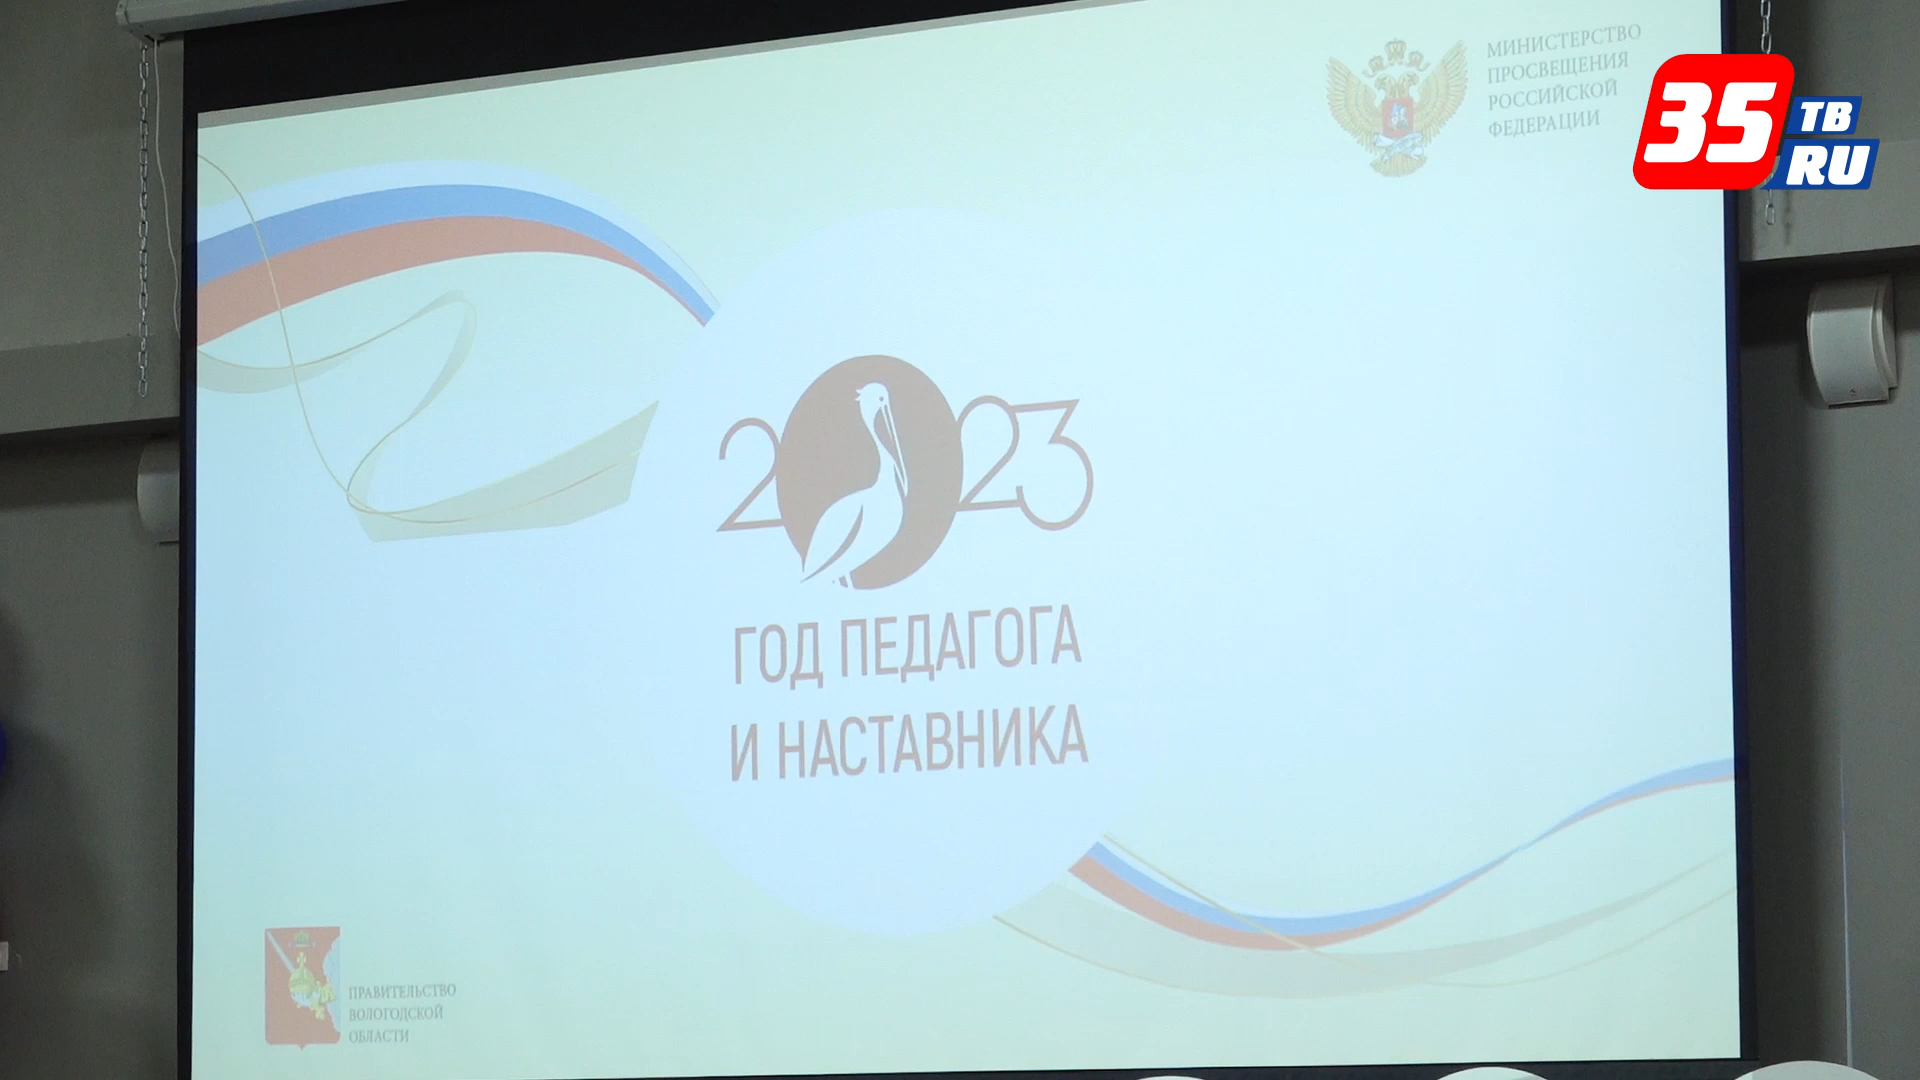 МИНИСТЕРСТВО
ПРОСВЕЩЕНИЯ
РОССИЙСКОЙ
ФЕДЕРАЦИИ
35
ТВ
RU
2023
ГОД ПЕДАГОГА
И НАСТАВНИКА
ПРАВИТЕЛЬСТВО
ВОЛОГОДСКОЙ
ОБЛАСТИ